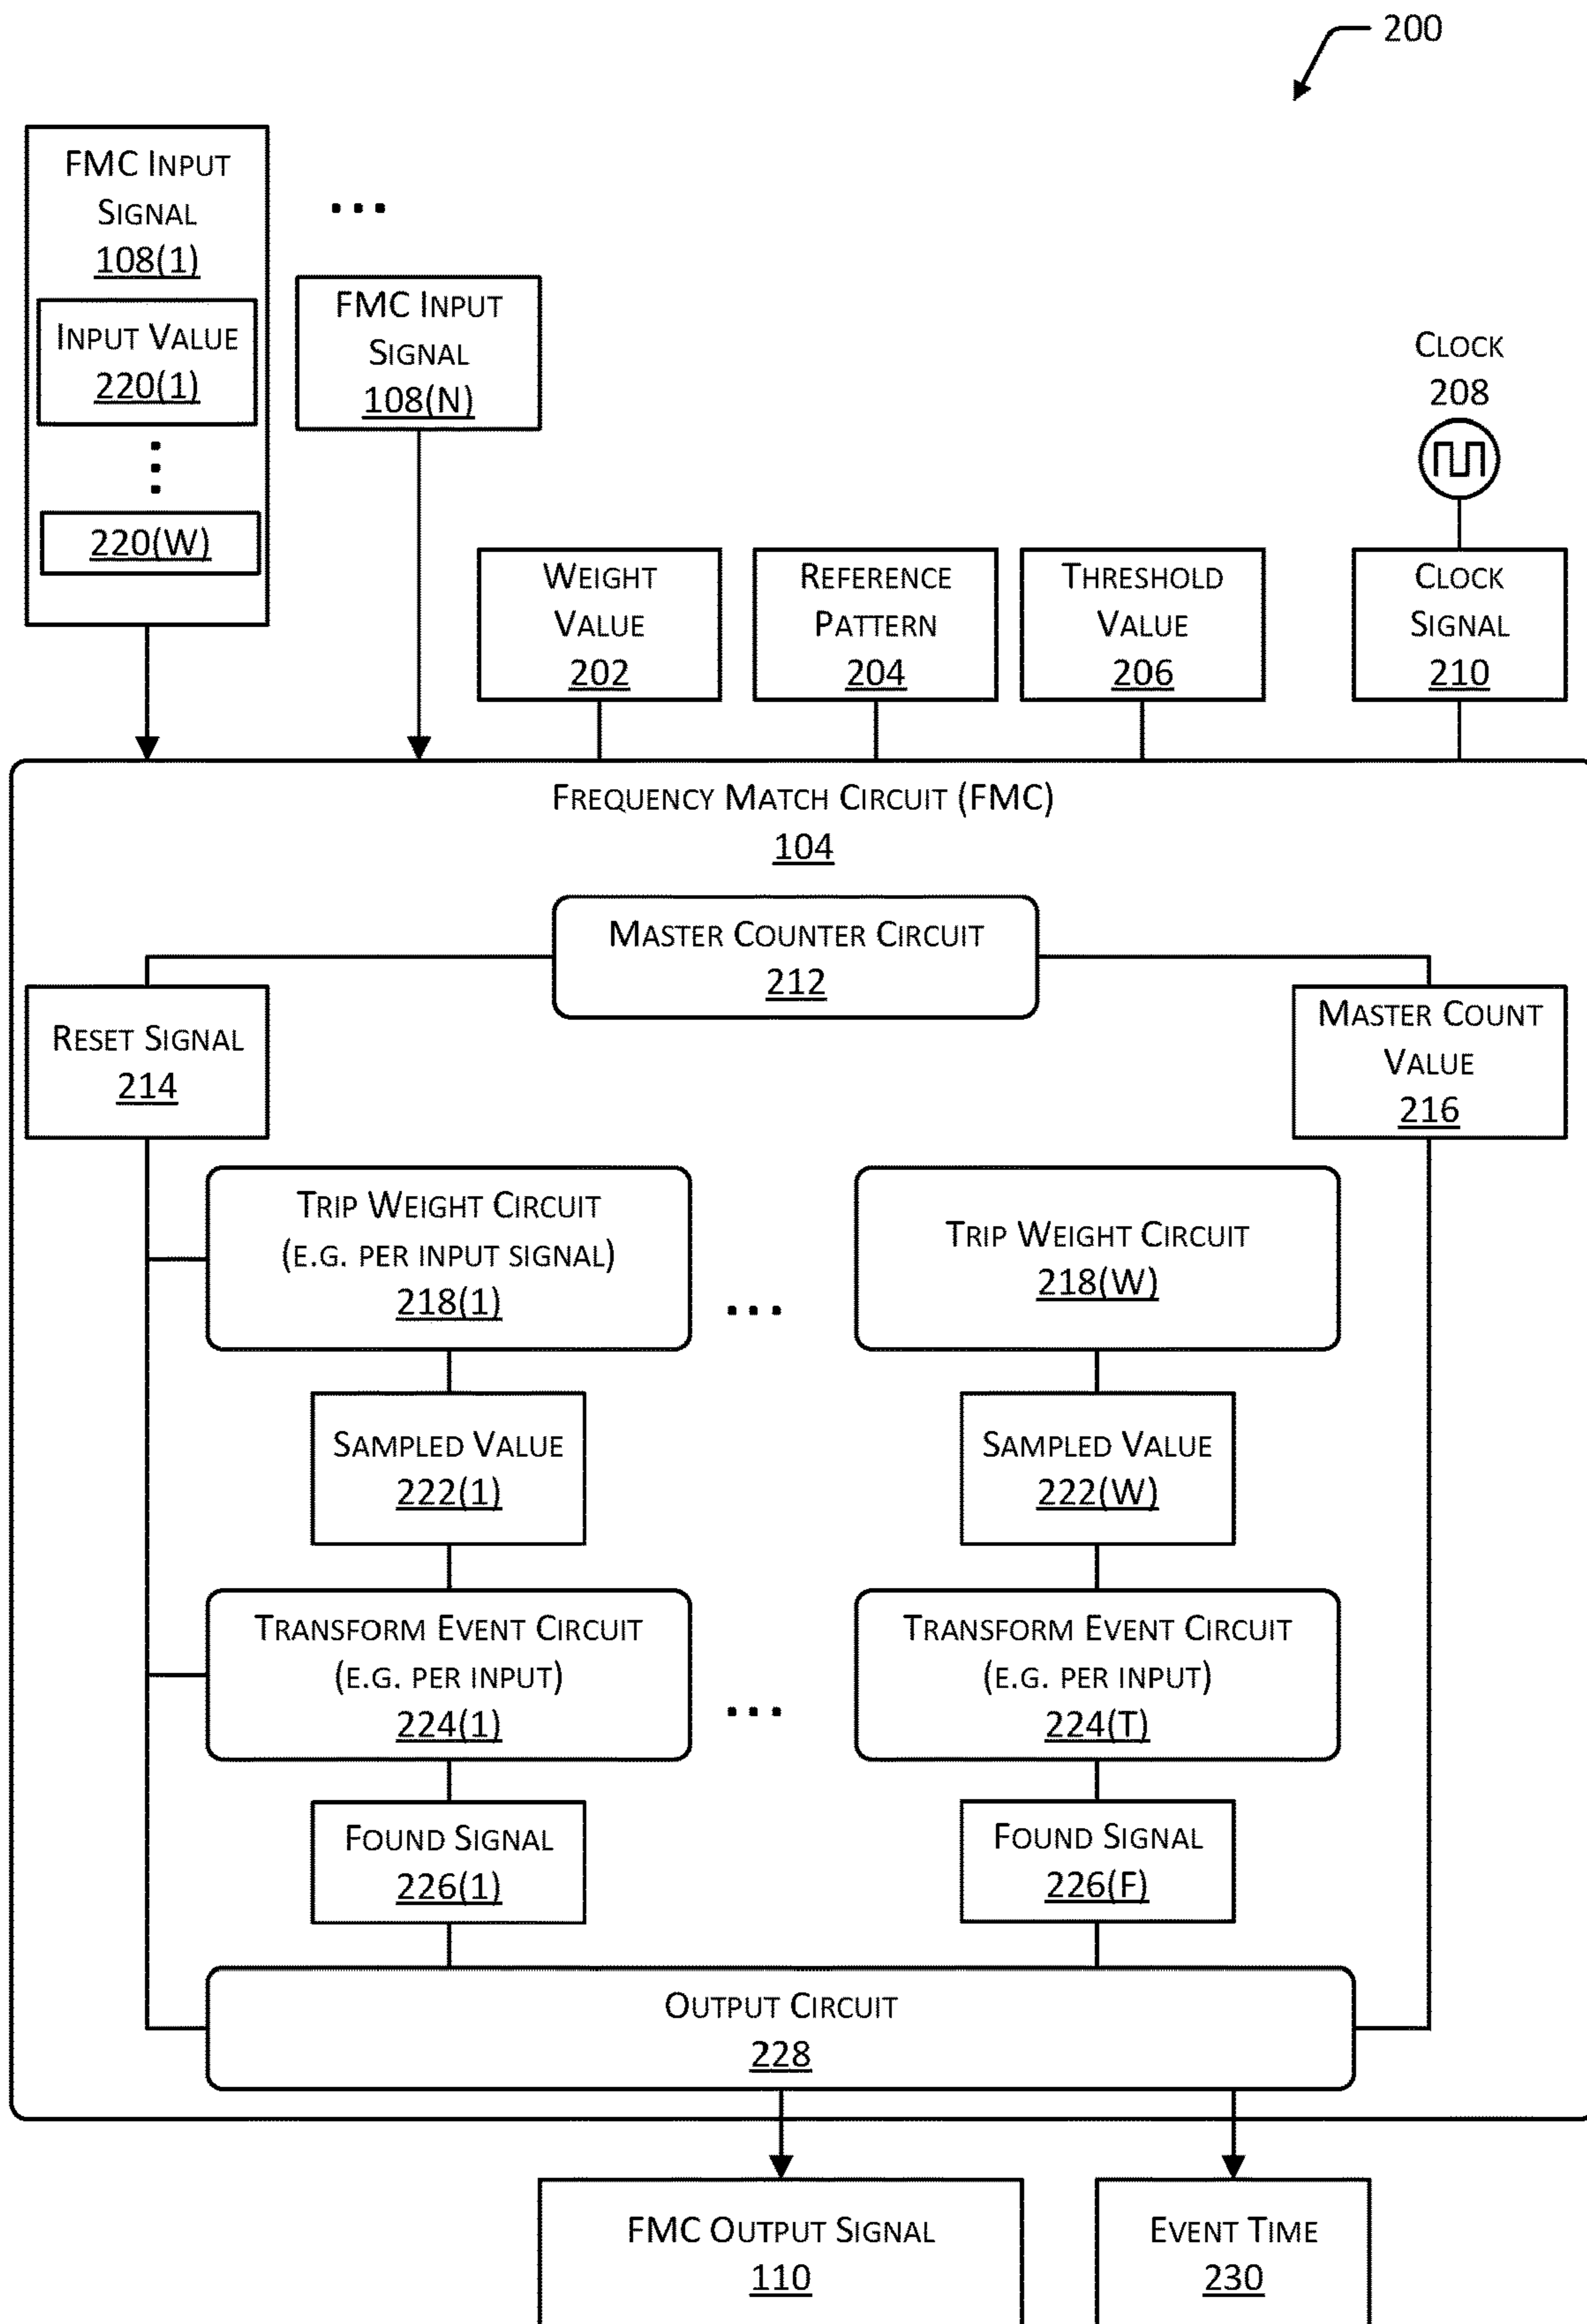 200
FMC INPUT
SIGNAL
108(1)
INPUT VALUE
220(1)
220(W)
...
FMC INPUT
SIGNAL
108(N)
WEIGHT
VALUE
202
REFERENCE
PATTERN
204
THRESHOLD
VALUE
206
CLOCK
208
CLOCK
SIGNAL
210
FREQUENCY MATCH CIRCUIT (FMC)
104
MASTER COUNTER CIRCUIT
212
RESET SIGNAL
214
MASTER COUNT
VALUE
216
TRIP WEIGHT CIRCUIT
(E.G. PER INPUT SIGNAL)
218(1)
...
TRIP WEIGHT CIRCUIT
218(W)
SAMPLED VALUE
222(1)
SAMPLED VALUE
222(W)
TRANSFORM EVENT CIRCUIT
(E.G. PER INPUT)
224(1)
...
TRANSFORM EVENT CIRCUIT
(E.G. PER INPUT)
224(T)
FOUND SIGNAL
226(1)
FOUND SIGNAL
226(F)
OUTPUT CIRCUIT
228
FMC OUTPUT SIGNAL
110
EVENT TIME
230